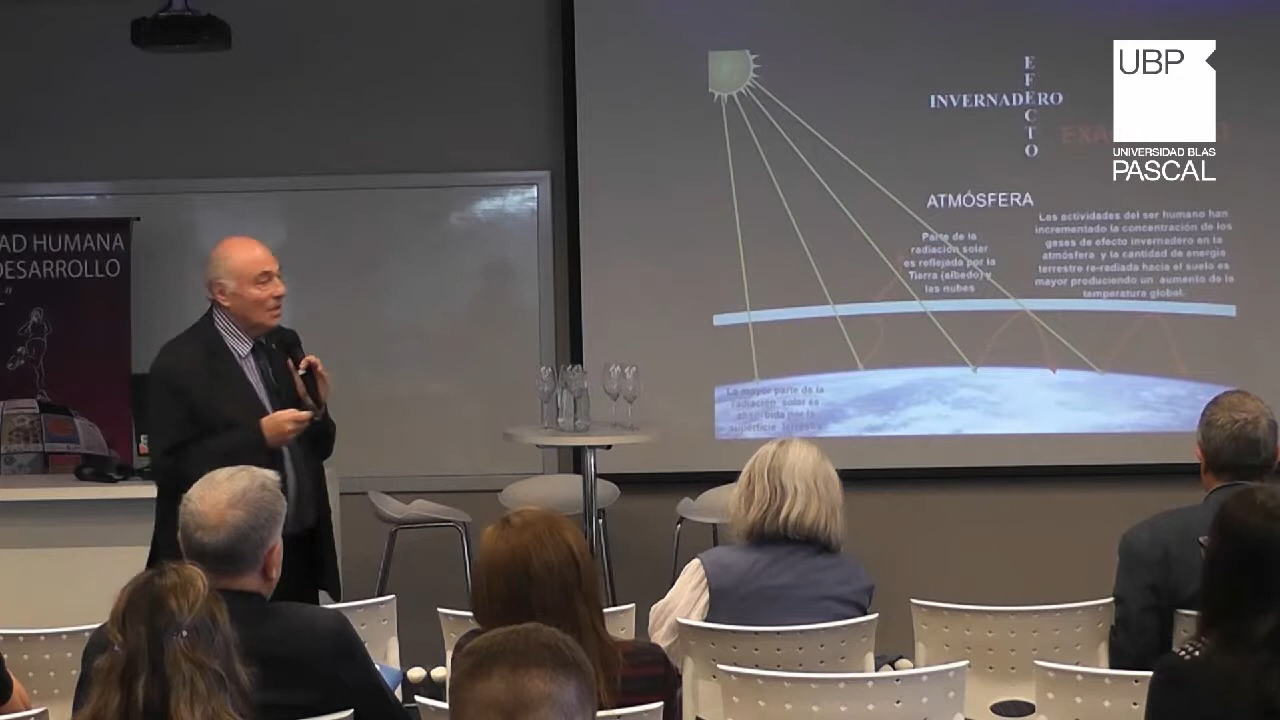 AD HUMANA
DESARROLLO
L"
EFECTO
INVERNADERO
ATMÓSFERA
Parte de la
radiación solar
es reflejada por la
Tierra (albedo) y
las nubes
Las actividades del ser humano han
incrementado la concentración de los
gases de efecto invernadero en la
atmósfera y la cantidad de energía
terrestre re-radiada hacia el suelo es
mayor produciendo un aumento de la
temperatura global.
La mayor parte de la
radiación solar es
absorbida por la
superficie terrestre
UBP
UNIVERSIDAD BLAS
PASCAL